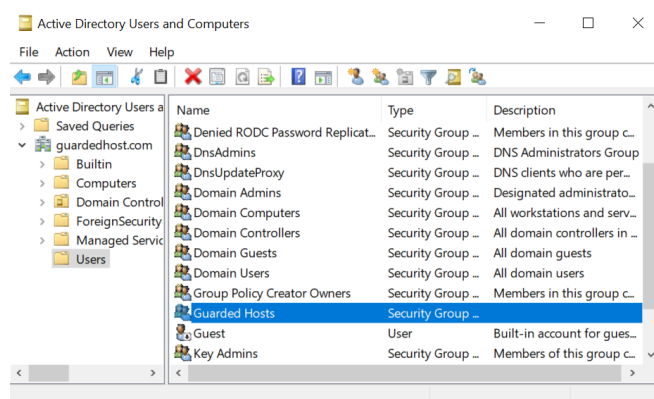 Active Directory Users and Computers
File Action View Help
Active Directory Users a
Saved Queries
guardedhost.com
Builtin
Computers
Domain Control
ForeignSecurity
Managed Servic
Users
Name Type Description
Denied RODC Password Replicat... Security Group ... Members in this group c...
DnsAdmins Security Group ... DNS Administrators Group
DnsUpdateProxy Security Group ... DNS clients who are per...
Domain Admins Security Group ... Designated administrato...
Domain Computers Security Group ... All workstations and serv...
Domain Controllers Security Group ... All domain controllers in ...
Domain Guests Security Group ... All domain guests
Domain Users Security Group ... All domain users
Group Policy Creator Owners Security Group ... Members in this group c...
Guarded Hosts Security Group ...
Guest User Built-in account for gues...
Key Admins Security Group ... Members of this group c...